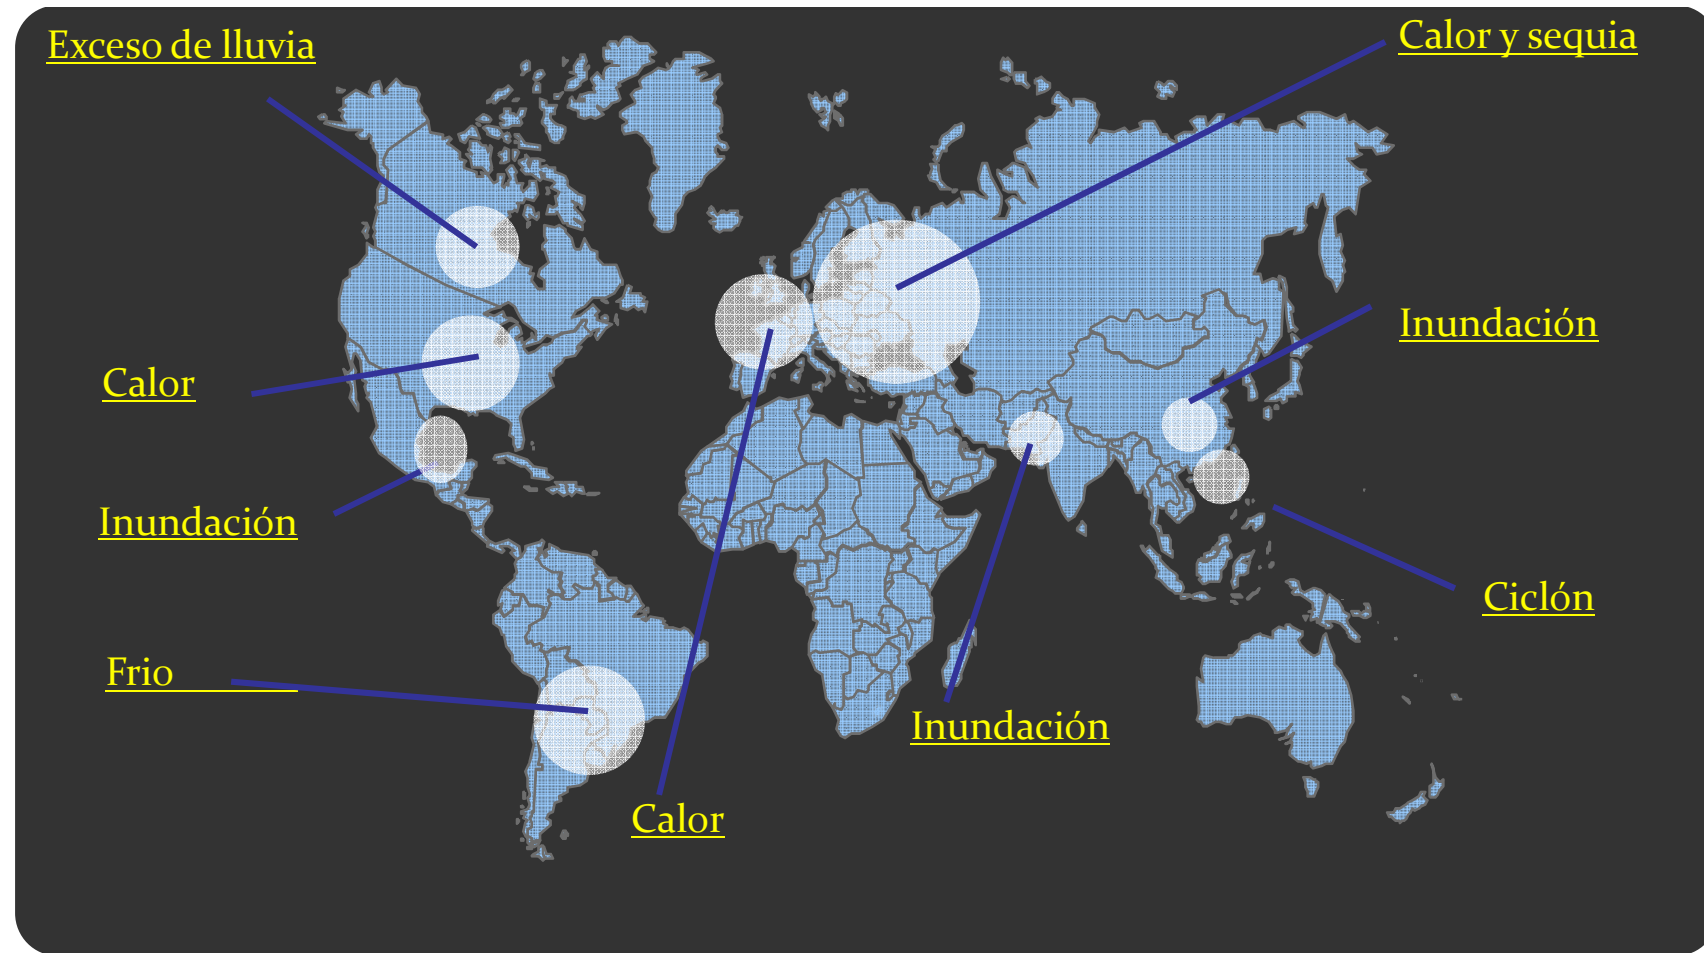 Exceso de lluvia
Calor y sequia
Inundación
Calor
Inundación
Ciclón
Frio
Inundación
Calor